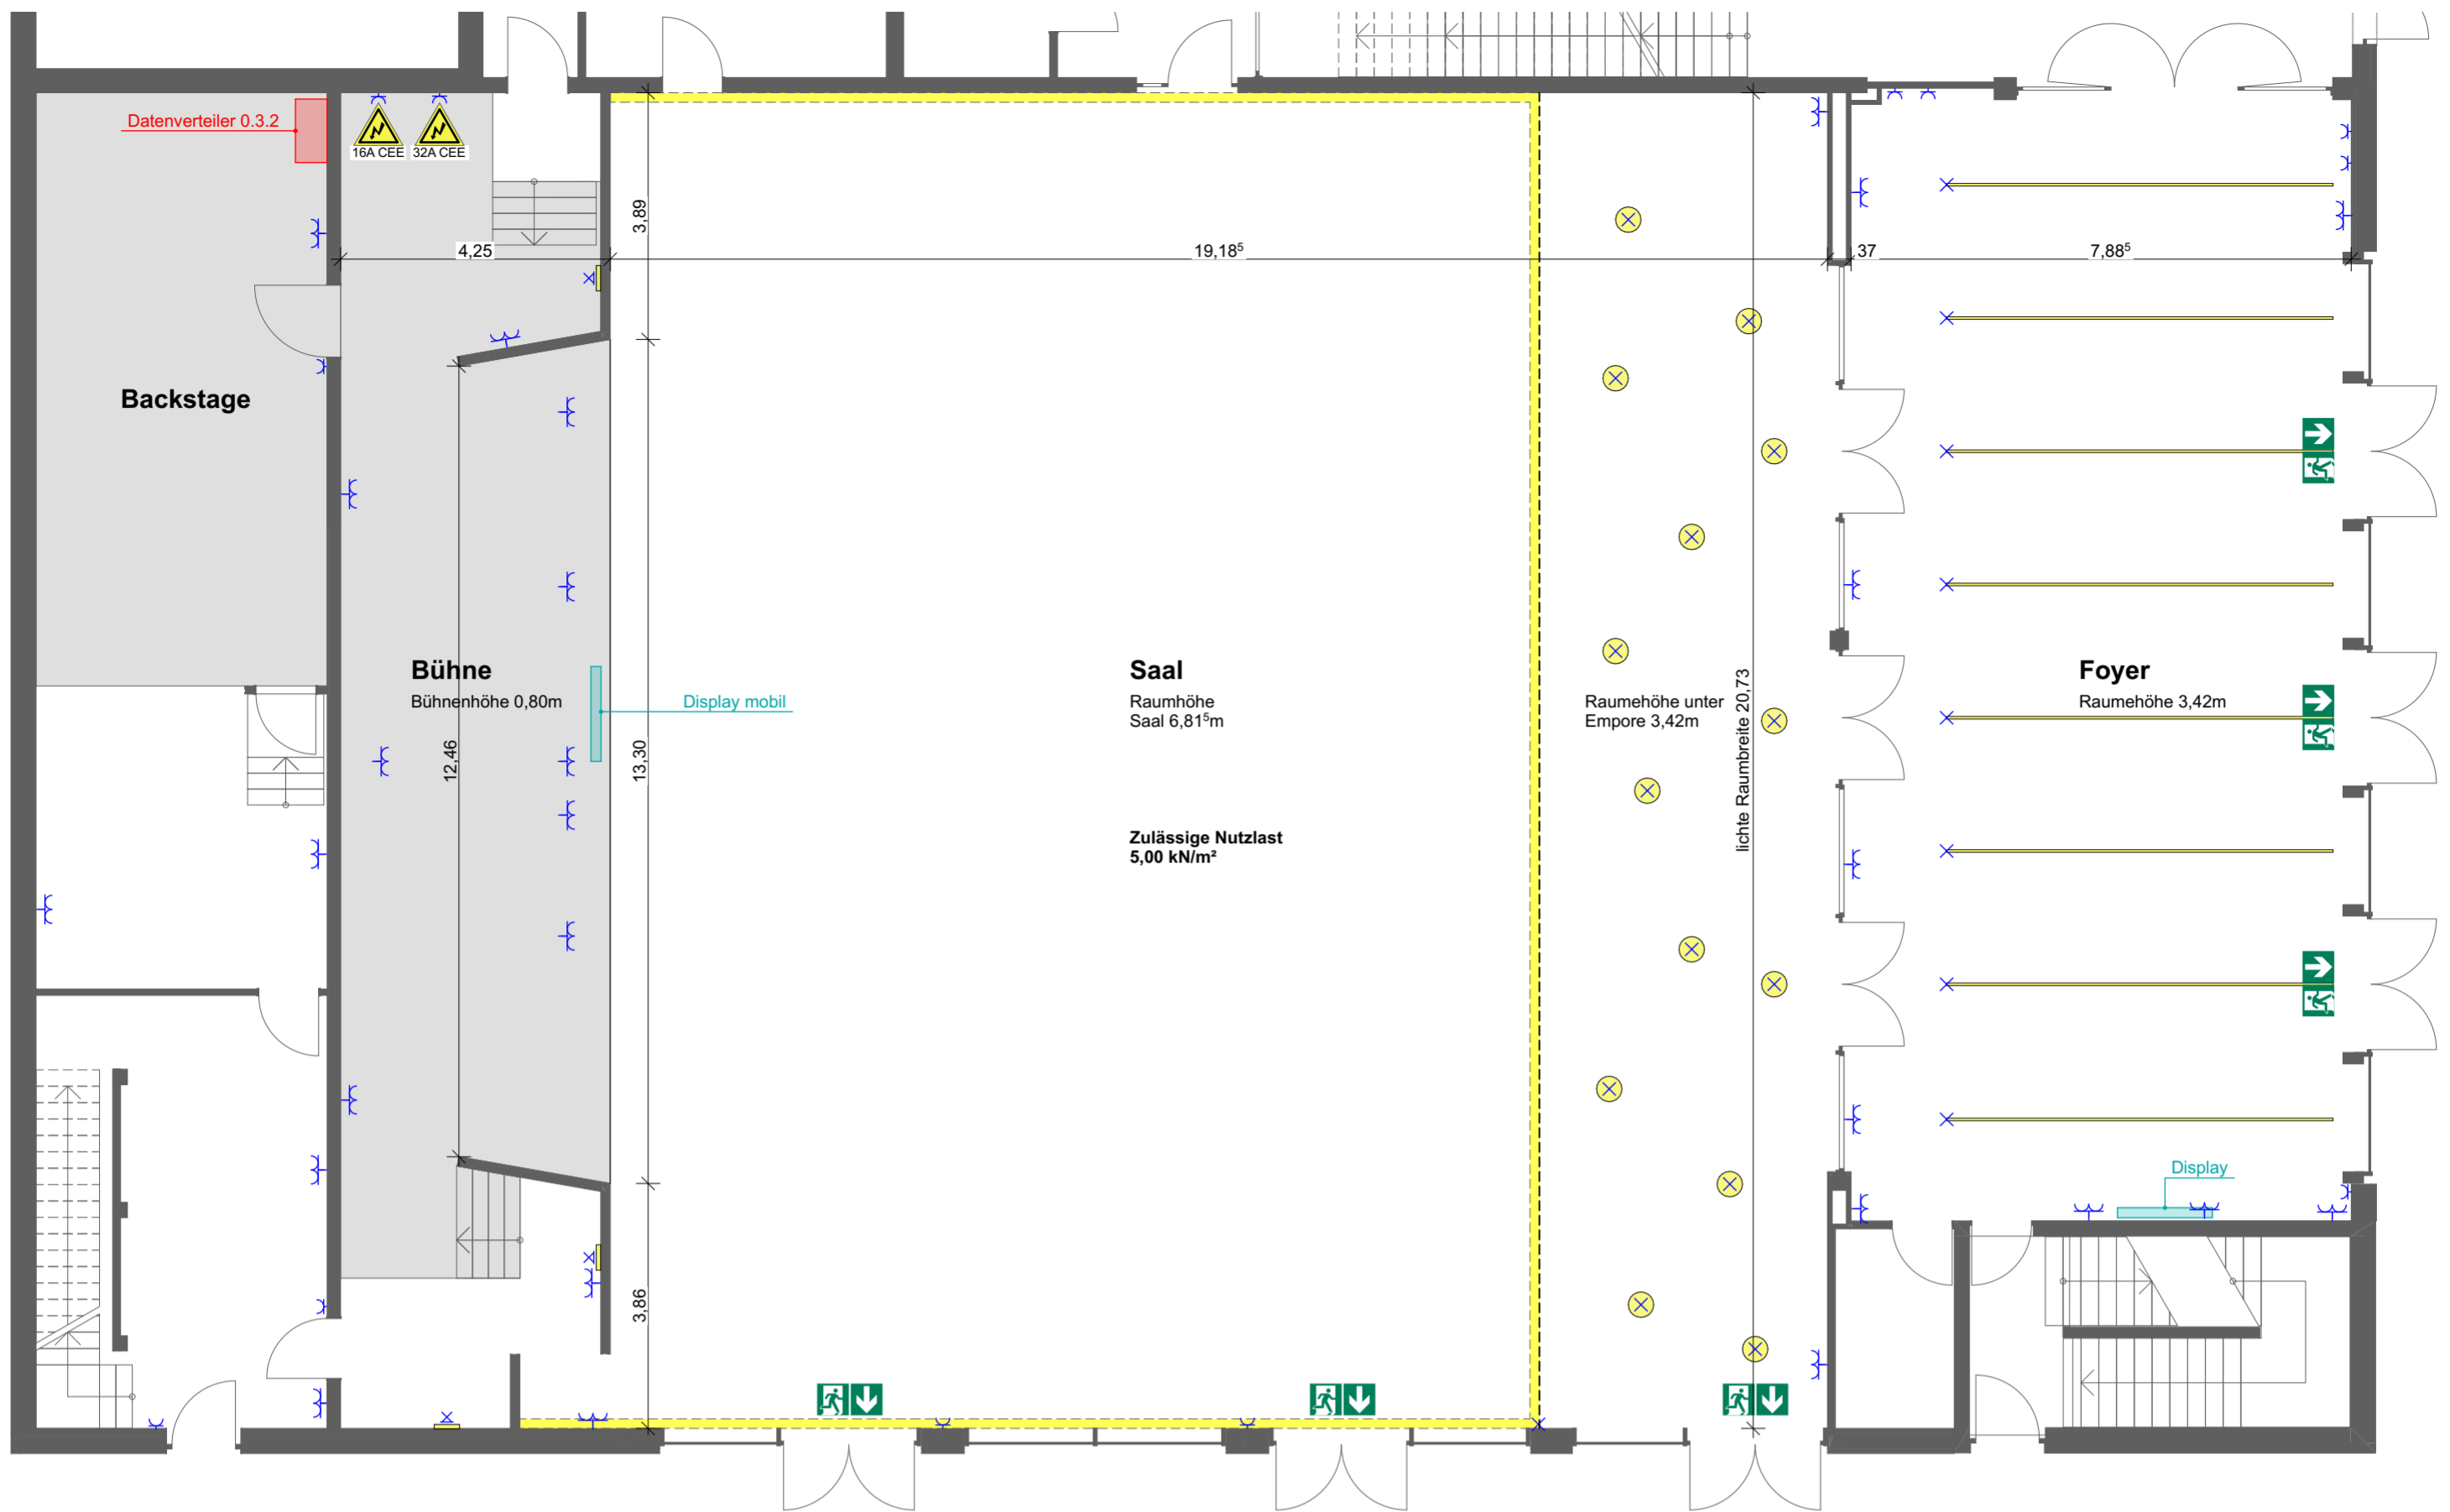 Datenverteiler 0.3.2
16A CEE
32A CEE
3,89
4,25
19,18⁵
37
7,88⁵
Backstage
Bühne
Bühnenhöhe 0,80m
12,46
Display mobil
13,30
Saal
Raumhöhe
Saal 6,81⁵m
Zulässige Nutzlast
5,00 kN/m²
Raumehöhe unter
Empore 3,42m
lichte Raumbreite 20,73
Foyer
Raumehöhe 3,42m
Display
3,86